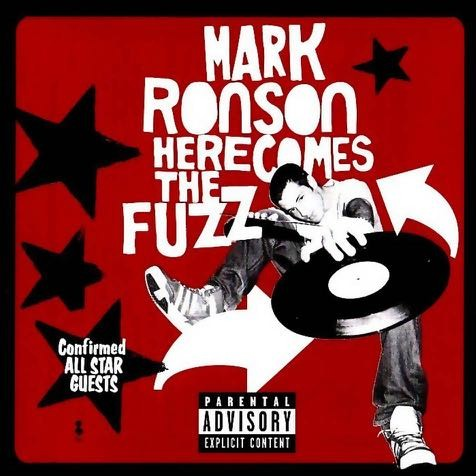 MARK
RONSON
HERE COMES
THE
FUZZ
Confirmed
ALL STAR
GUESTS
PARENTAL
ADVISORY
EXPLICIT CONTENT